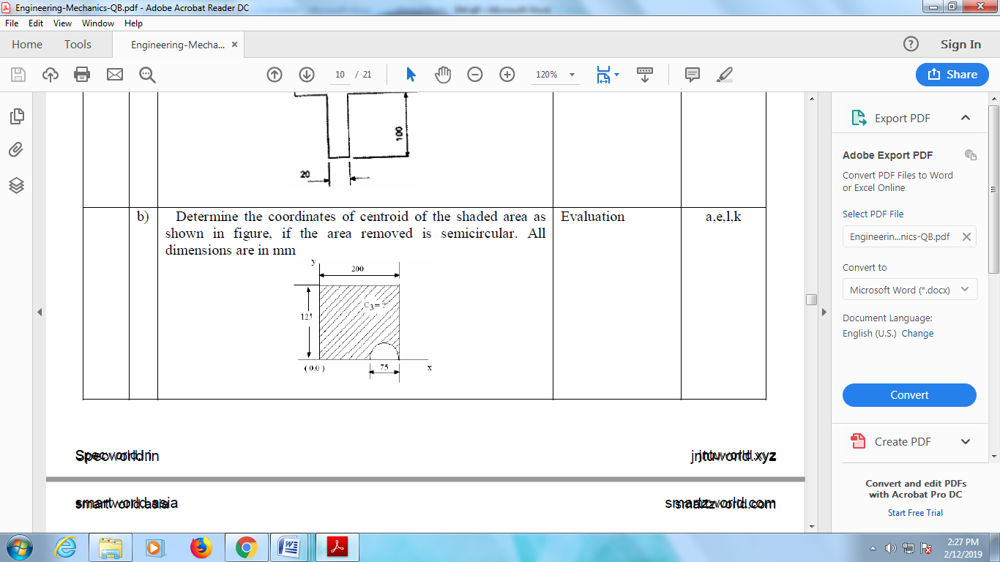 Engineering-Mechanics-QB.pdf - Adobe Acrobat Reader DC
File Edit View Window Help
Home Tools Engineering-Mecha... × Sign In
10 / 21 120% Share
100
20
b) Determine the coordinates of centroid of the shaded area as Evaluation a,e,l,k
shown in figure, if the area removed is semicircular. All
dimensions are in mm
y
200
C3= ?
125
( 0,0 ) 75 x
Specworld.in jntuworld.xyz
smartworld.asia smartzworld.com
Export PDF
Adobe Export PDF
Convert PDF Files to Word
or Excel Online
Select PDF File
Engineerin...nics-QB.pdf
Convert to
Microsoft Word (*.docx)
Document Language:
English (U.S.) Change
Convert
Create PDF
Convert and edit PDFs
with Acrobat Pro DC
Start Free Trial
2:27 PM
2/12/2019